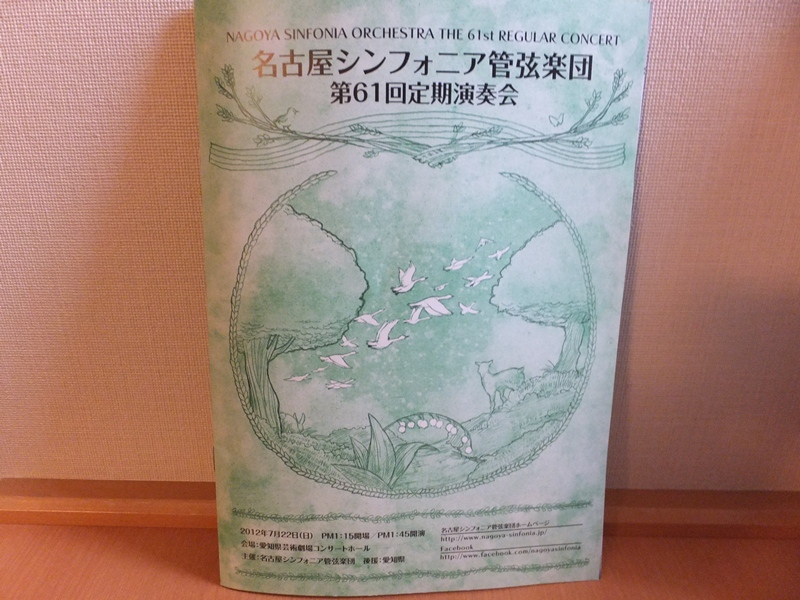 NAGOYA SINFONIA ORCHESTRA THE 61st REGULAR CONCERT
名古屋シンフォニア管弦楽団
第61回定期演奏会
2012年7月22日(日) PM1:15開場/PM1:45開演
会場:愛知県芸術劇場コンサートホール
主催:名古屋シンフォニア管弦楽団 後援:愛知県
名古屋シンフォニア管弦楽団ホームページ
http://www.nagoya-sinfonia.jp/
Facebook
http://www.facebook.com/nagoyasinfonia